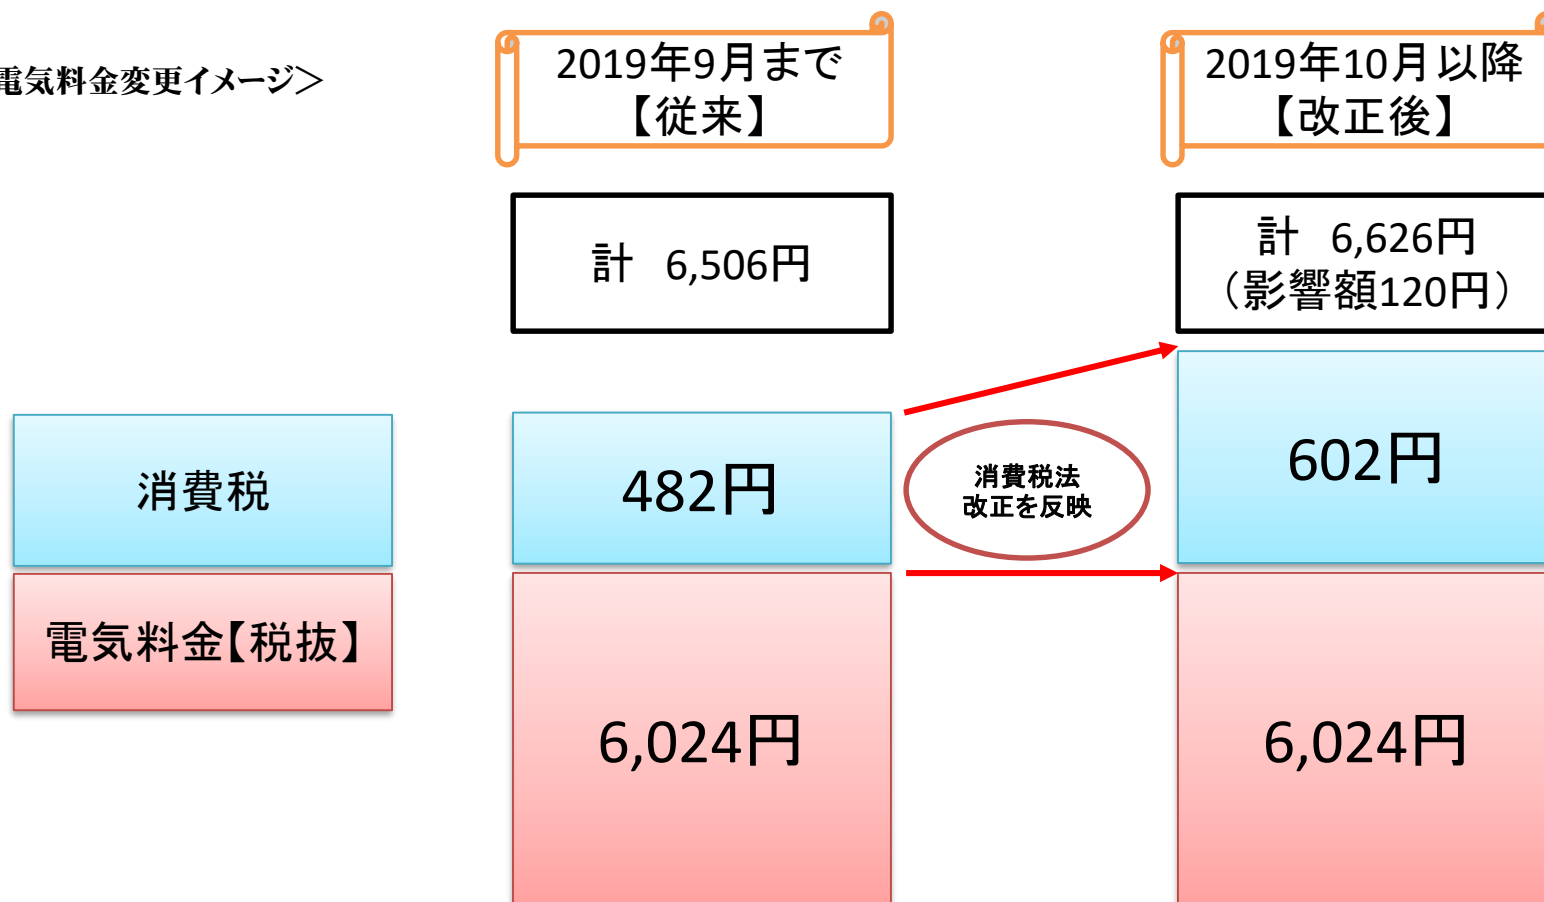 電気料金変更イメージ＞
2019年9月まで
【従来】
2019年10月以降
【改正後】
計　6,506円
計　6,626円
（影響額120円）
消費税
482円
消費税法
改正を反映
602円
電気料金【税抜】
6,024円
6,024円